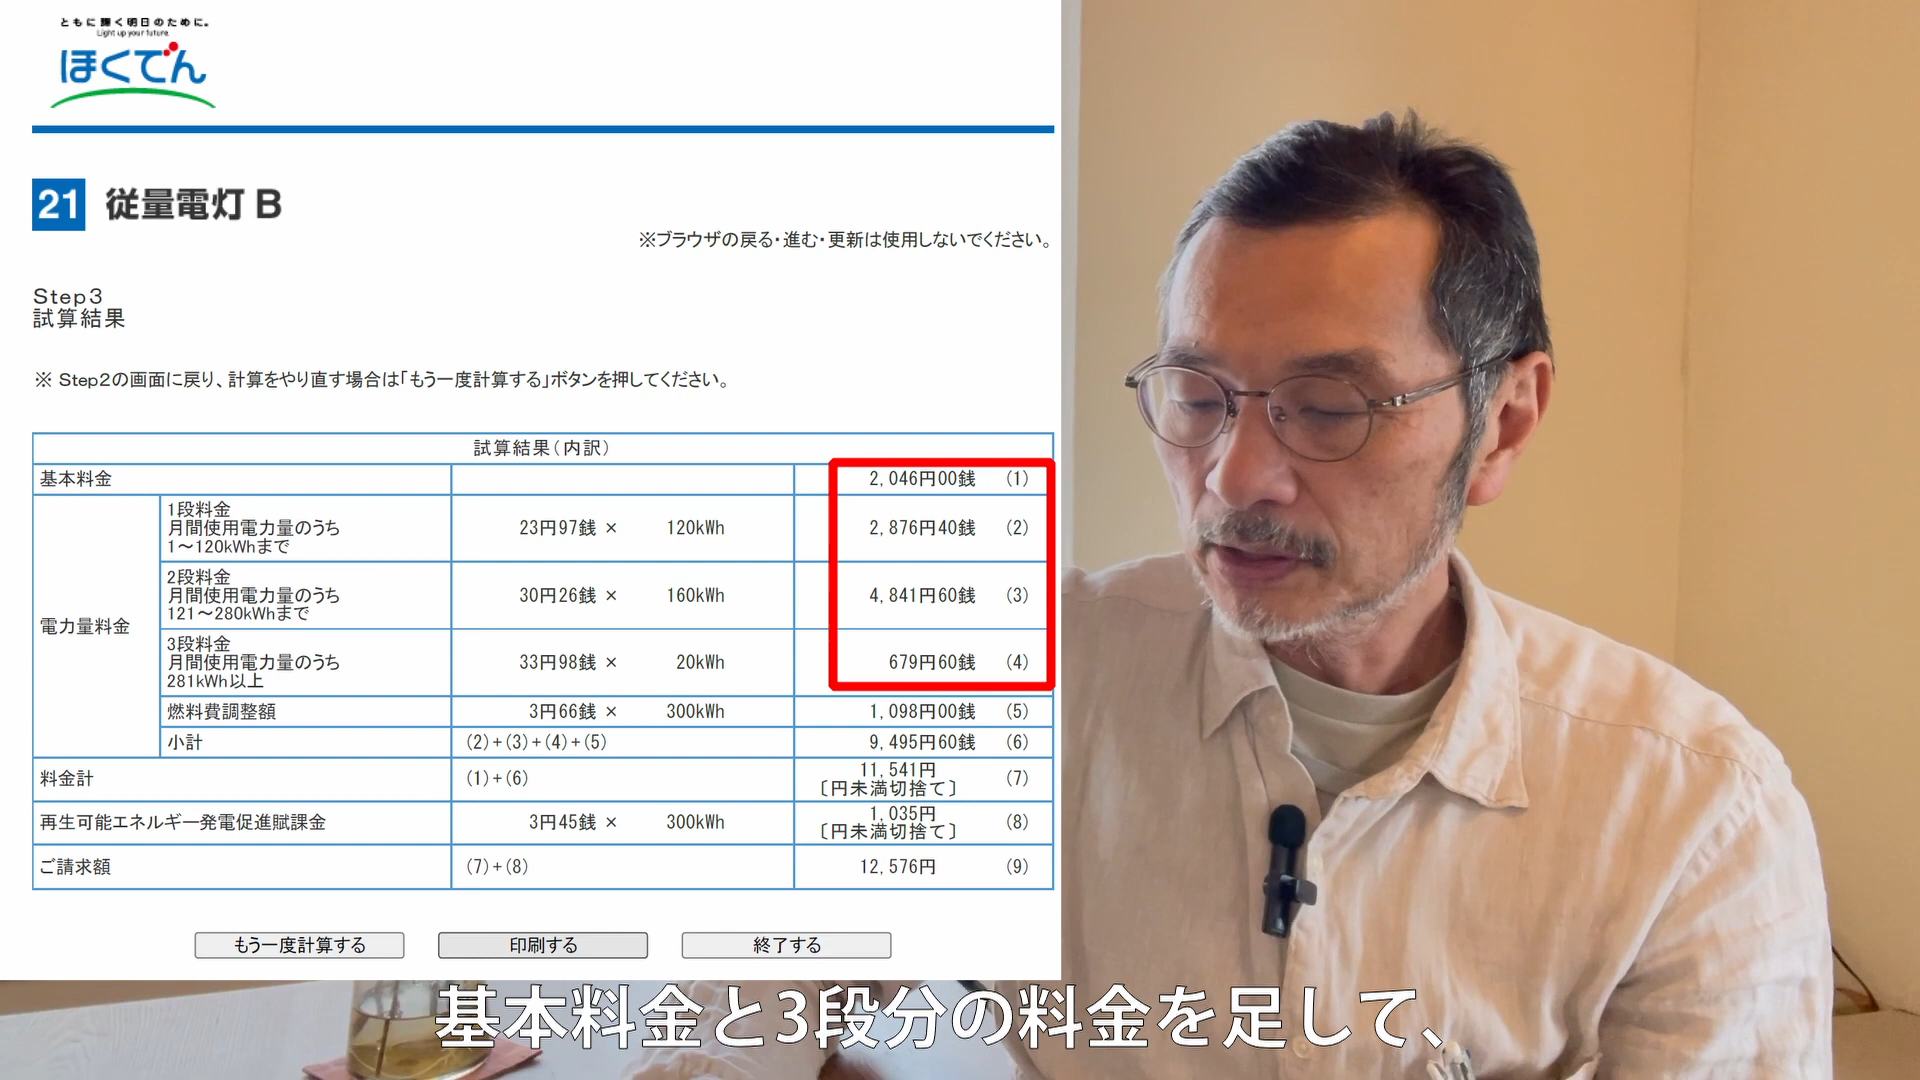 ともに輝く明日のために。
Light up your future.
ほくでん
21 従量電灯 B
※ブラウザの戻る・進む・更新は使用しないでください。
Step3
試算結果
※ Step2の画面に戻り、計算をやり直す場合は「もう一度計算する」ボタンを押してください。
試算結果(内訳)
基本料金 2,046円00銭 (1)
電力量料金
1段料金
月間使用電力量のうち
1～120kWhまで
23円97銭 × 120kWh 2,876円40銭 (2)
2段料金
月間使用電力量のうち
121～280kWhまで
30円26銭 × 160kWh 4,841円60銭 (3)
3段料金
月間使用電力量のうち
281kWh以上
33円98銭 × 20kWh 679円60銭 (4)
燃料費調整額 3円66銭 × 300kWh 1,098円00銭 (5)
小計 (2)+(3)+(4)+(5) 9,495円60銭 (6)
料金計 (1)+(6) 11,541円 (7)
〔円未満切捨て〕
再生可能エネルギー発電促進賦課金 3円45銭 × 300kWh 1,035円 (8)
〔円未満切捨て〕
ご請求額 (7)+(8) 12,576円 (9)
もう一度計算する 印刷する 終了する
基本料金と3段分の料金を足して、